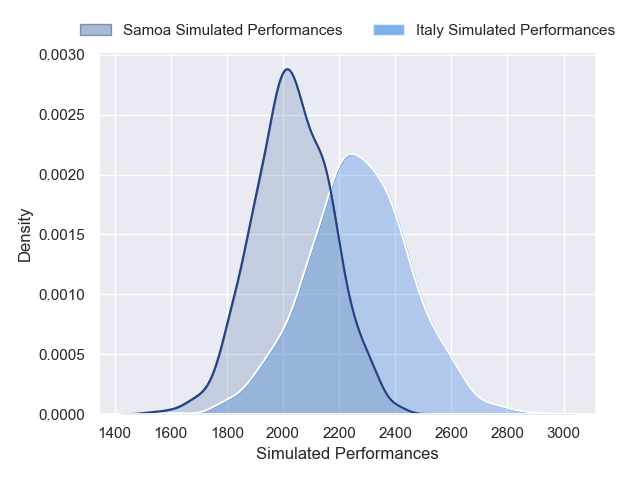 Samoa Simulated Performances Italy Simulated Performances
0.0030
0.0025
0.0020
0.0015
0.0010
0.0005
0.0000
Density
1400 1600 1800 2000 2200 2400 2600 2800 3000
Simulated Performances